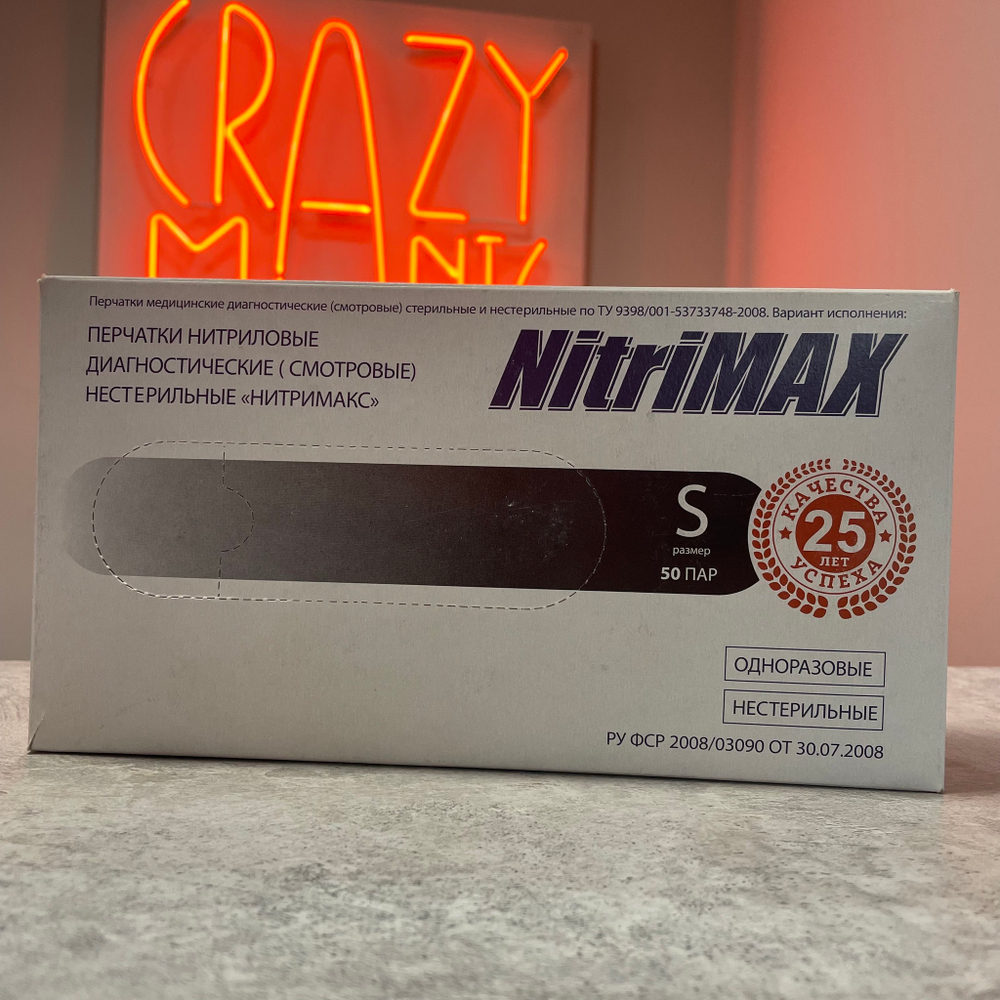 CRAZY
Перчатки медицинские диагностические (смотровые) стерильные и нестерильные по ТУ 9398/001-53733748-2008. Вариант исполнения:
ПЕРЧАТКИ НИТРИЛОВЫЕ
ДИАГНОСТИЧЕСКИЕ ( СМОТРОВЫЕ)
НЕСТЕРИЛЬНЫЕ «НИТРИМАКС»
NitriMAX
S
размер
50 ПАР
КАЧЕСТВА
25
ЛЕТ
УСПЕХА
ОДНОРАЗОВЫЕ
НЕСТЕРИЛЬНЫЕ
РУ ФСР 2008/03090 ОТ 30.07.2008